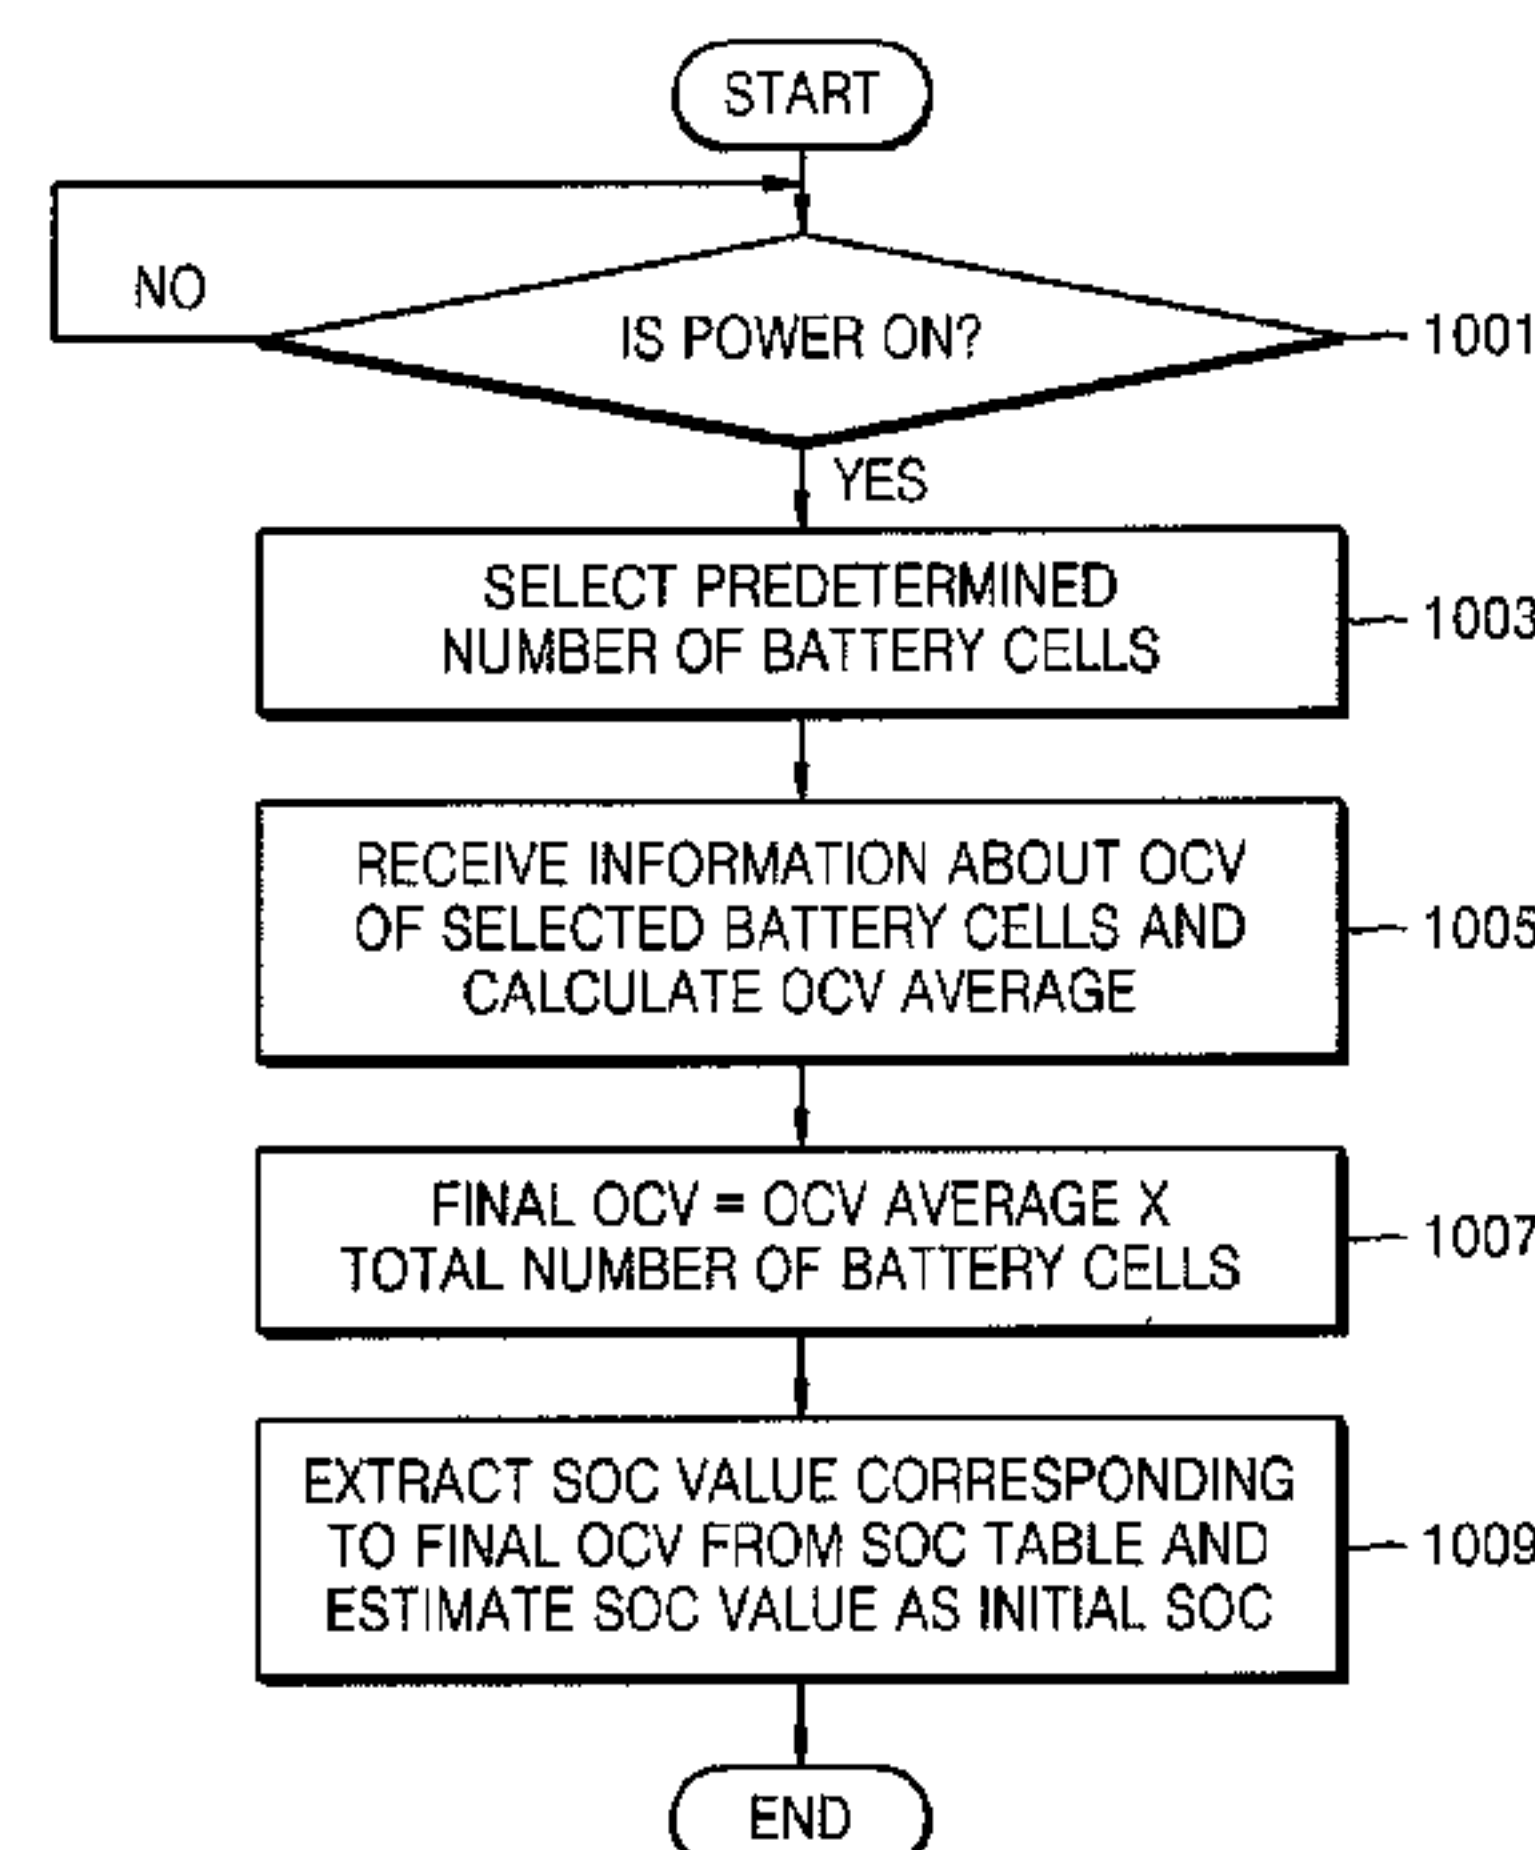 START
NO
IS POWER ON?
1001
YES
SELECT PREDETERMINED
NUMBER OF BATTERY CELLS
1003
RECEIVE INFORMATION ABOUT OCV
OF SELECTED BATTERY CELLS AND
CALCULATE OCV AVERAGE
1005
FINAL OCV = OCV AVERAGE X
TOTAL NUMBER OF BATTERY CELLS
1007
EXTRACT SOC VALUE CORRESPONDING
TO FINAL OCV FROM SOC TABLE AND
ESTIMATE SOC VALUE AS INITIAL SOC
1009
END